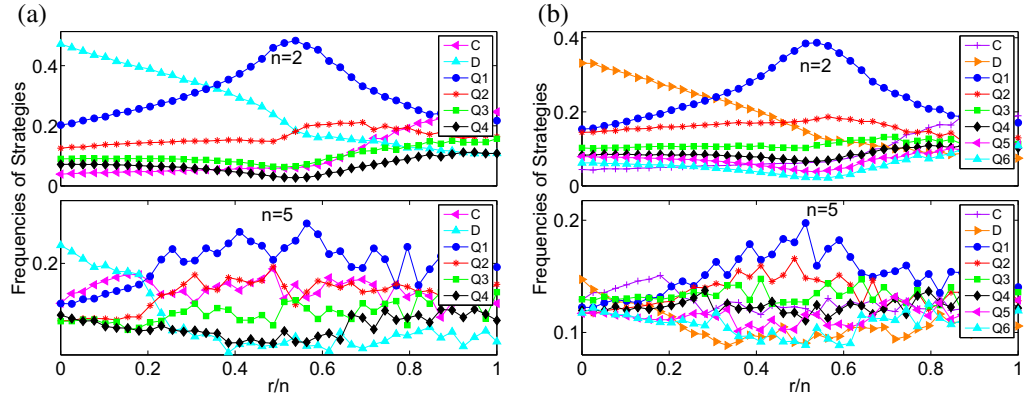 (a)
Frequencies of Strategies
0.4
0.2
0
n=2
C
D
Q1
Q2
Q3
Q4
0.2
n=5
C
D
Q1
Q2
Q3
Q4
0 0.2 0.4 0.6 0.8 1
r/n
(b)
Frequencies of Strategies
0.4
0.2
0
n=2
C
D
Q1
Q2
Q3
Q4
Q5
Q6
0.2
0.1
n=5
C
D
Q1
Q2
Q3
Q4
Q5
Q6
0 0.2 0.4 0.6 0.8 1
r/n